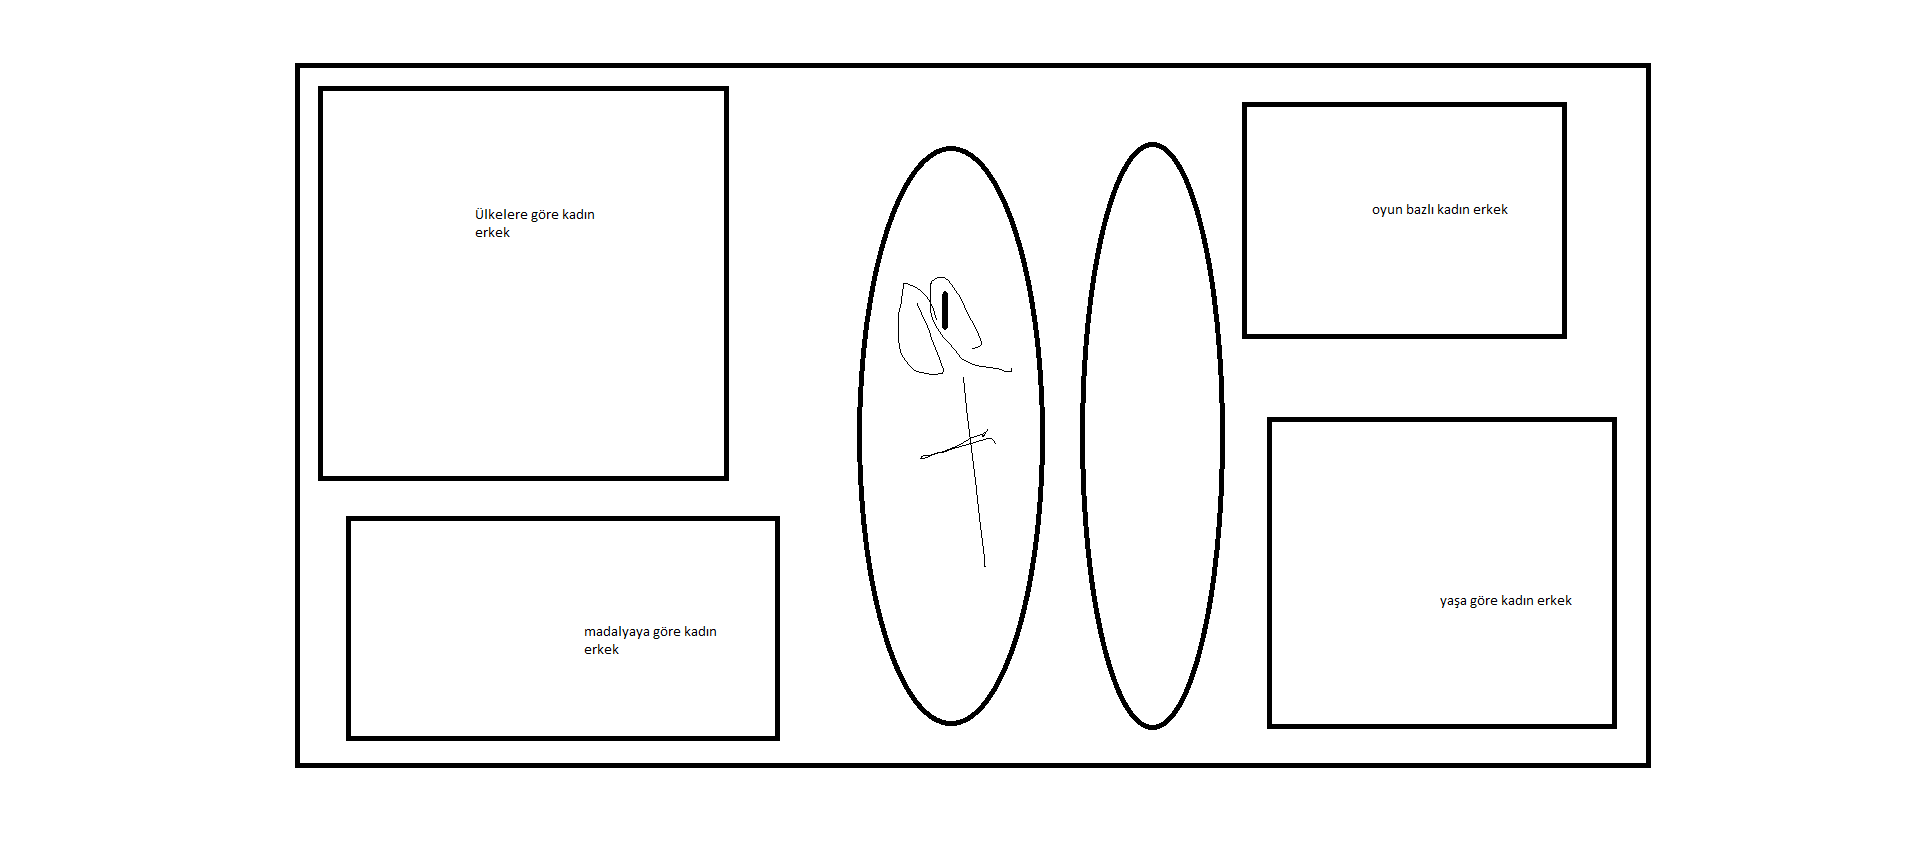 Ülkelere göre kadın
erkek
oyun bazlı kadın erkek
madalyaya göre kadın
erkek
yaşa göre kadın erkek